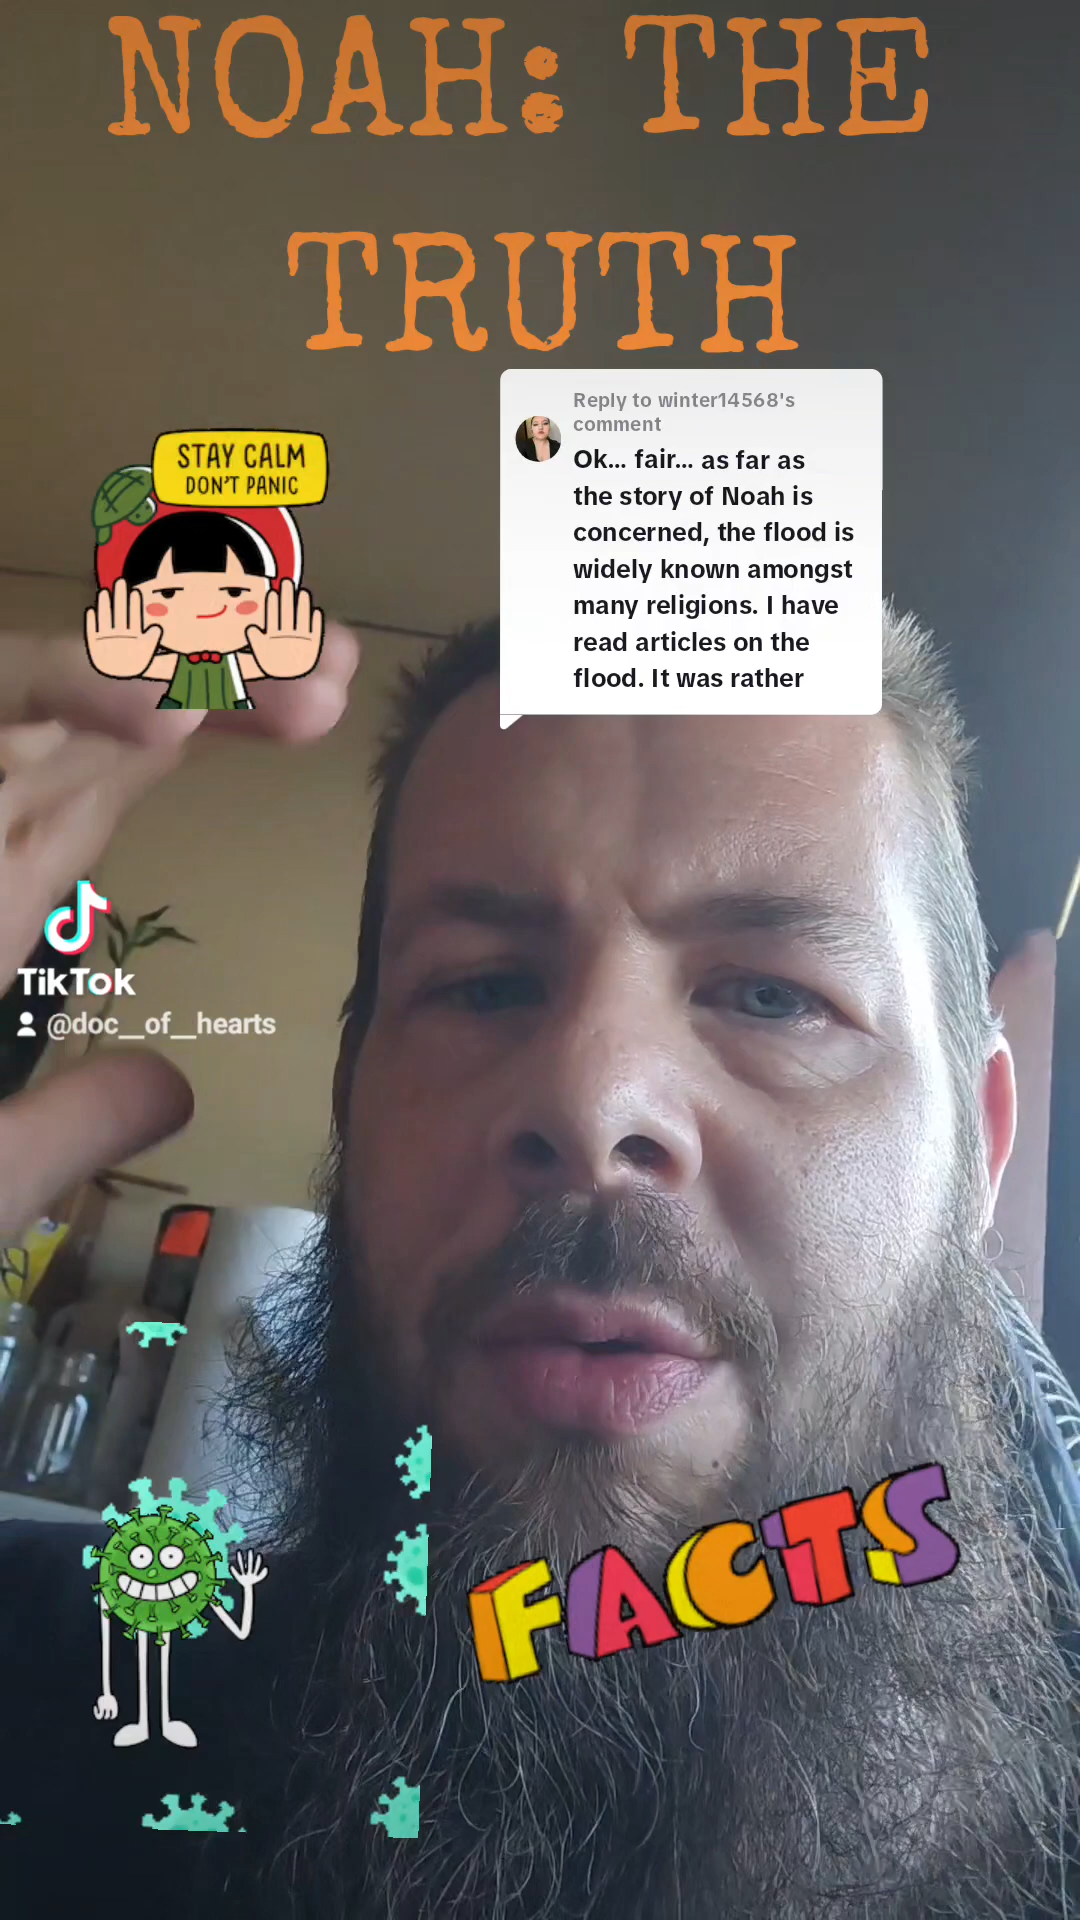 NOAH: THE
TRUTH
Reply to winter14568's
comment
Ok... fair... as far as
the story of Noah is
concerned, the flood is
widely known amongst
many religions. I have
read articles on the
flood. It was rather
STAY CALM
DON'T PANIC
TikTok
@doc__of__hearts
FACTS